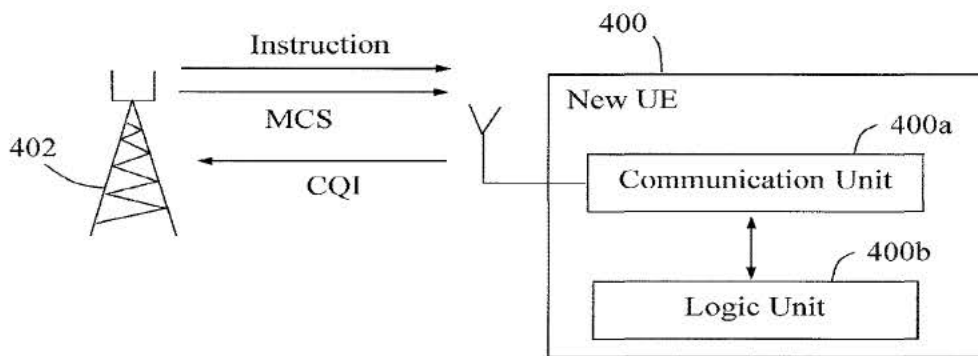 Instruction
400
New UE
MCS
400a
402
Communication Unit
CQI
400b
Logic Unit